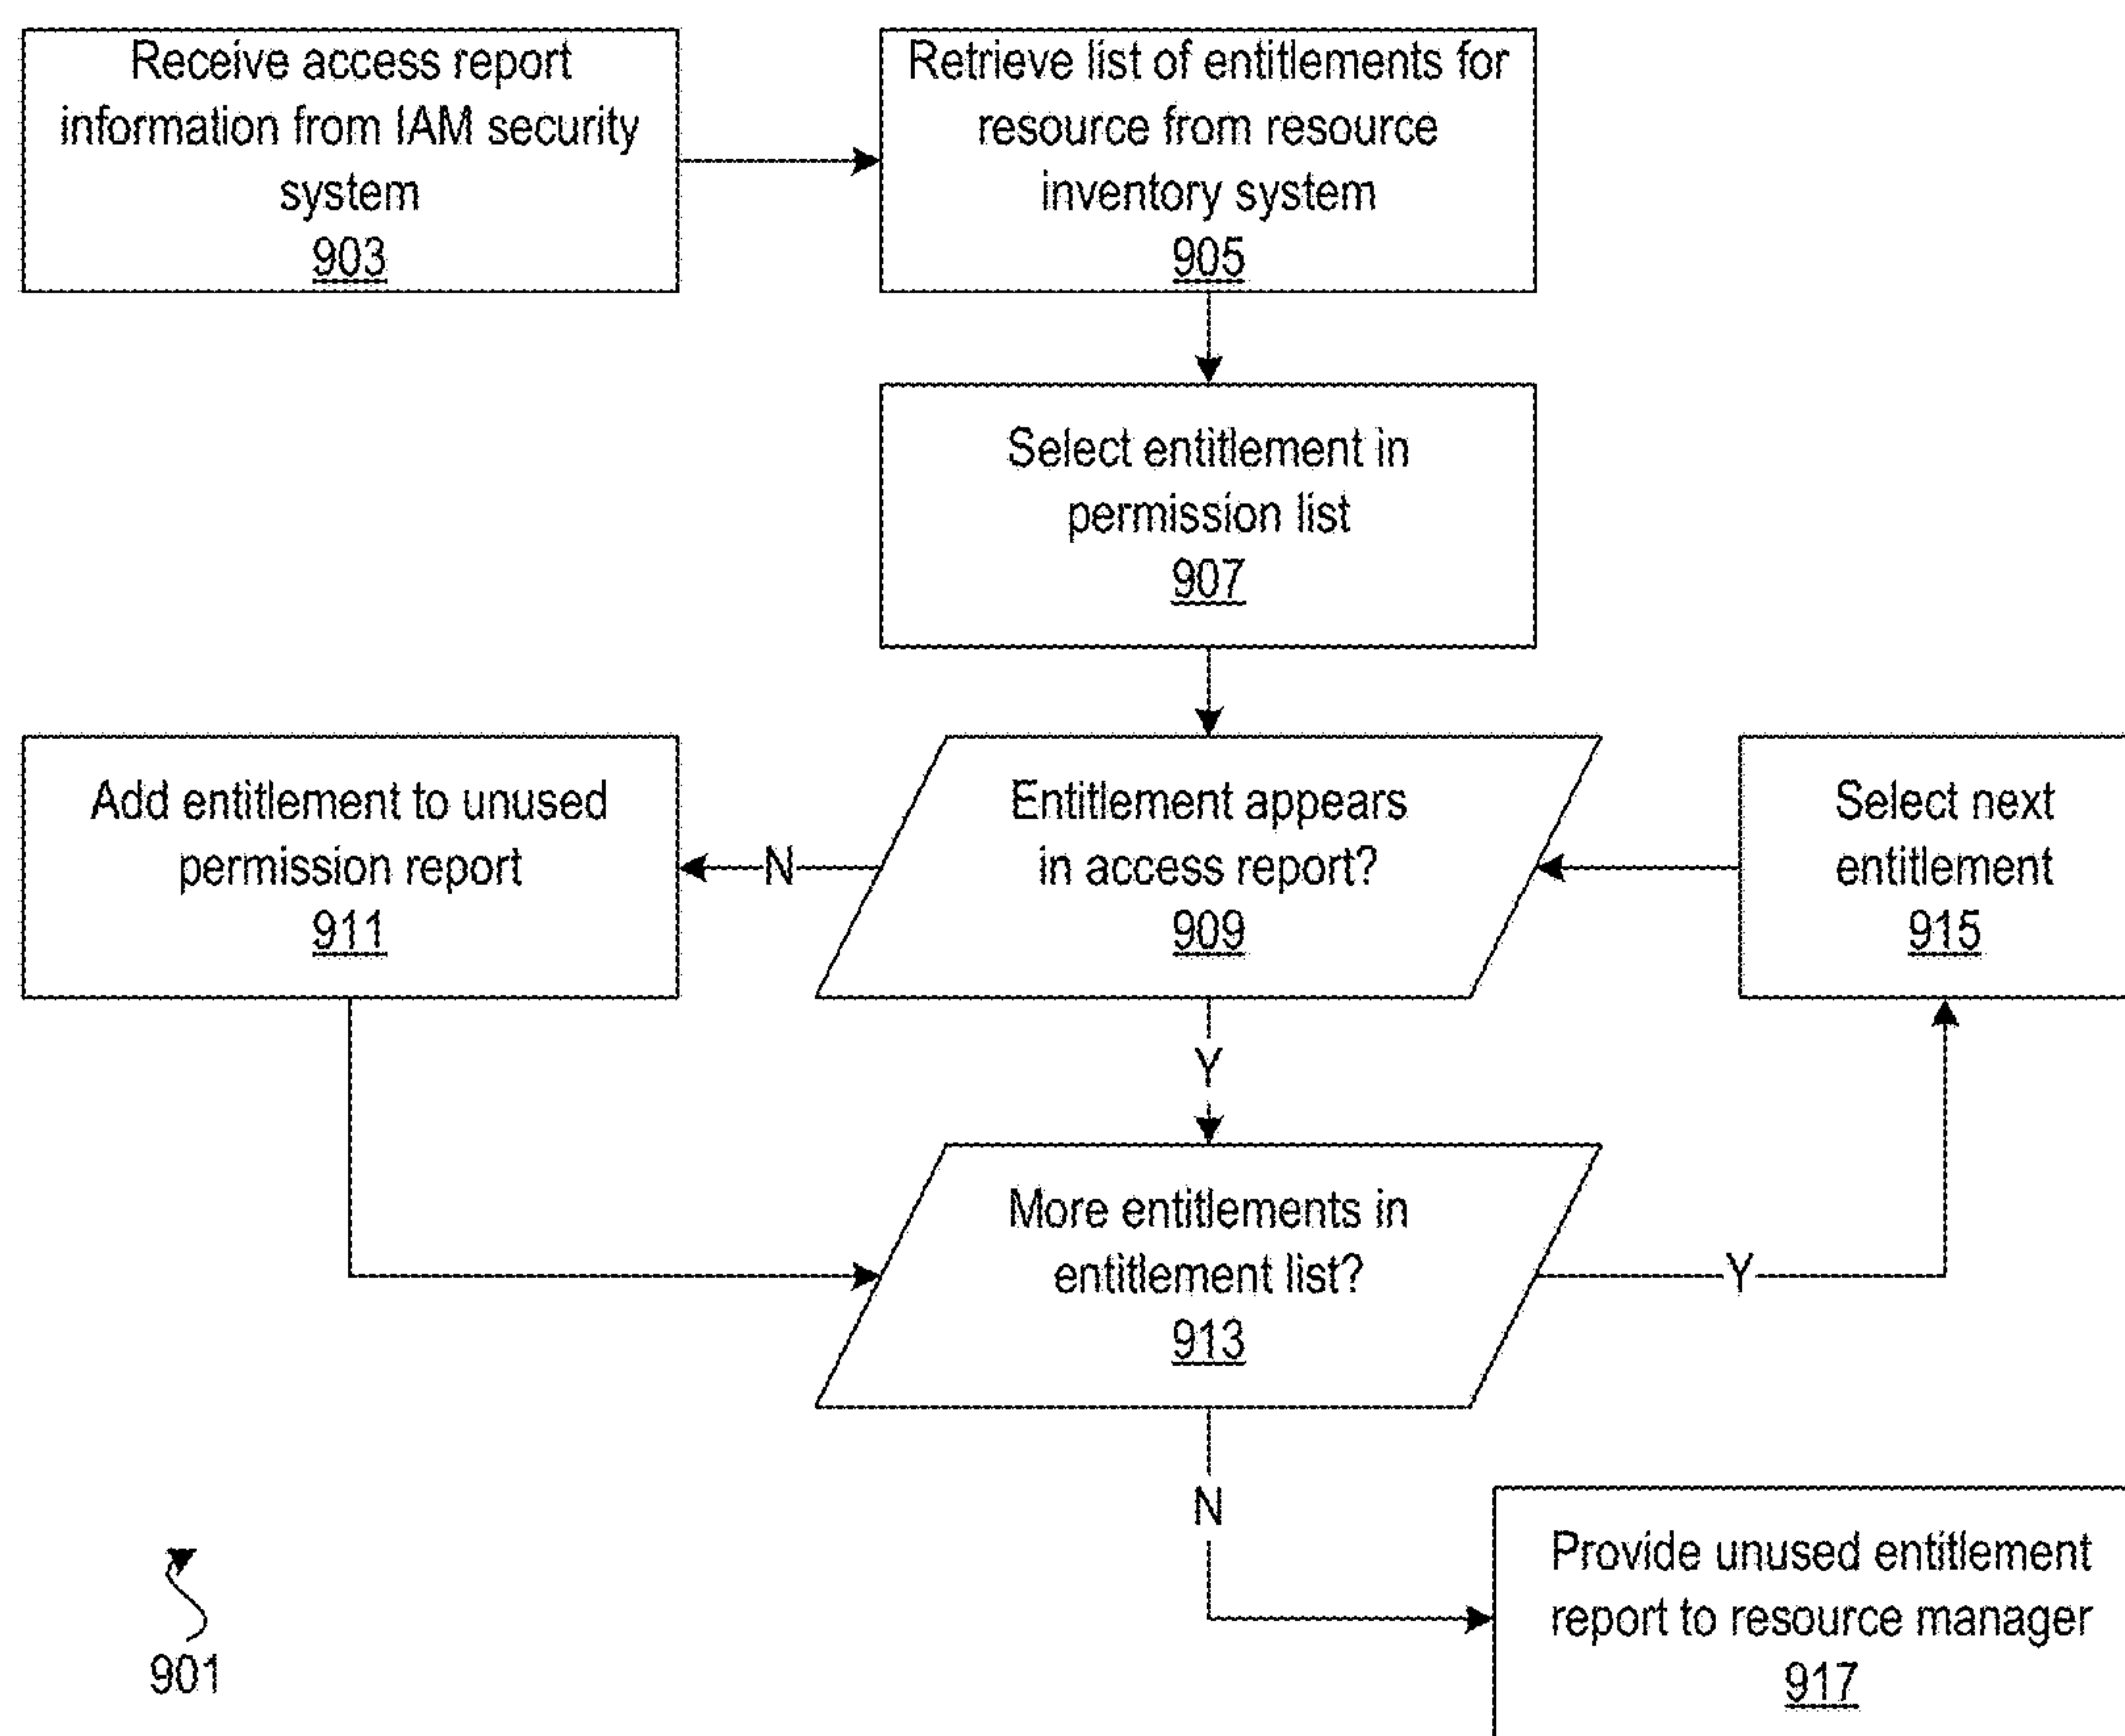 Receive access report
information from IAM security
system
903
Retrieve list of entitlements for
resource from resource
inventory system
905
Select entitlement in
permission list
907
Add entitlement to unused
permission report
911
N
Entitlement appears
in access report?
909
Select next
entitlement
915
Y
More entitlements in
entitlement list?
913
Y
N
Provide unused entitlement
report to resource manager
917
901